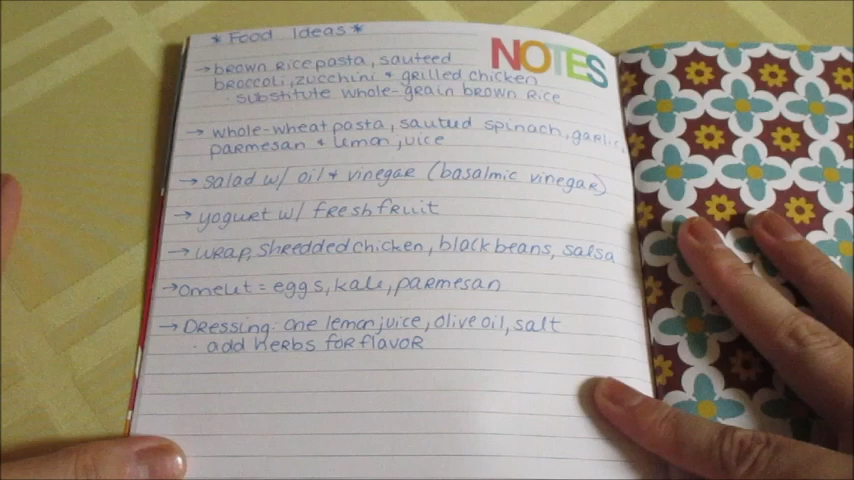 * Food Ideas *
NOTES
→ brown rice pasta, sauteed
broccoli, zucchini & grilled chicken
· substitute whole-grain brown rice
→ whole-wheat pasta, sauteed spinach, garlic,
parmesan & lemon juice
→ salad w/ oil & vinegar (basalmic vinegar)
→ yogurt w/ fresh fruit
→ wrap, shredded chicken, black beans, salsa
→ omelet = eggs, kale, parmesan
→ Dressing: one lemon juice, olive oil, salt
· add herbs for flavor